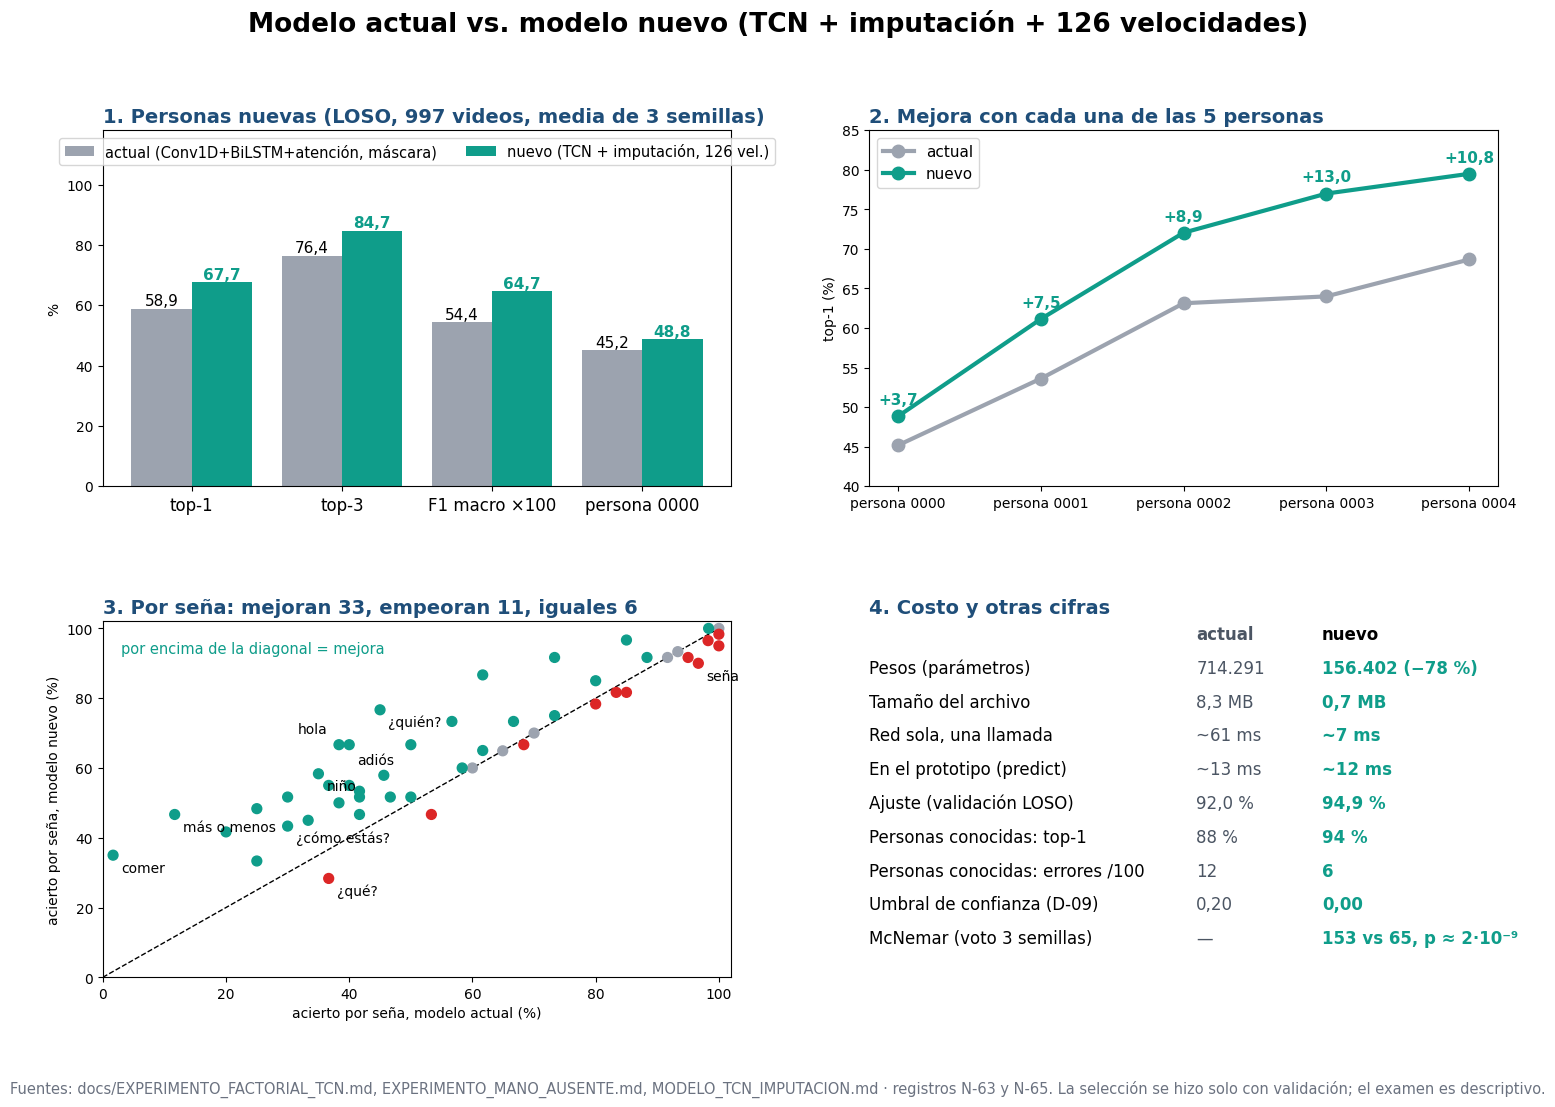 Modelo actual vs. modelo nuevo (TCN + imputación + 126 velocidades)
1. Personas nuevas (LOSO, 997 videos, media de 3 semillas)
actual (Conv1D+BiLSTM+atención, máscara)
nuevo (TCN + imputación, 126 vel.)
%
100
80
60
40
20
0
58,9
67,7
76,4
84,7
54,4
64,7
45,2
48,8
top-1
top-3
F1 macro ×100
persona 0000
2. Mejora con cada una de las 5 personas
actual
nuevo
top-1 (%)
85
80
75
70
65
60
55
50
45
40
+3,7
+7,5
+8,9
+13,0
+10,8
persona 0000
persona 0001
persona 0002
persona 0003
persona 0004
3. Por seña: mejoran 33, empeoran 11, iguales 6
por encima de la diagonal = mejora
acierto por seña, modelo nuevo (%)
100
80
60
40
20
0
seña
¿quién?
hola
adiós
niño
más o menos
¿cómo estás?
comer
¿qué?
0
20
40
60
80
100
acierto por seña, modelo actual (%)
4. Costo y otras cifras
actual nuevo
Pesos (parámetros) 714.291 156.402 (−78 %)
Tamaño del archivo 8,3 MB 0,7 MB
Red sola, una llamada ~61 ms ~7 ms
En el prototipo (predict) ~13 ms ~12 ms
Ajuste (validación LOSO) 92,0 % 94,9 %
Personas conocidas: top-1 88 % 94 %
Personas conocidas: errores /100 12 6
Umbral de confianza (D-09) 0,20 0,00
McNemar (voto 3 semillas) — 153 vs 65, p ≈ 2·10⁻⁹
Fuentes: docs/EXPERIMENTO_FACTORIAL_TCN.md, EXPERIMENTO_MANO_AUSENTE.md, MODELO_TCN_IMPUTACION.md · registros N-63 y N-65. La selección se hizo solo con validación; el examen es descriptivo.